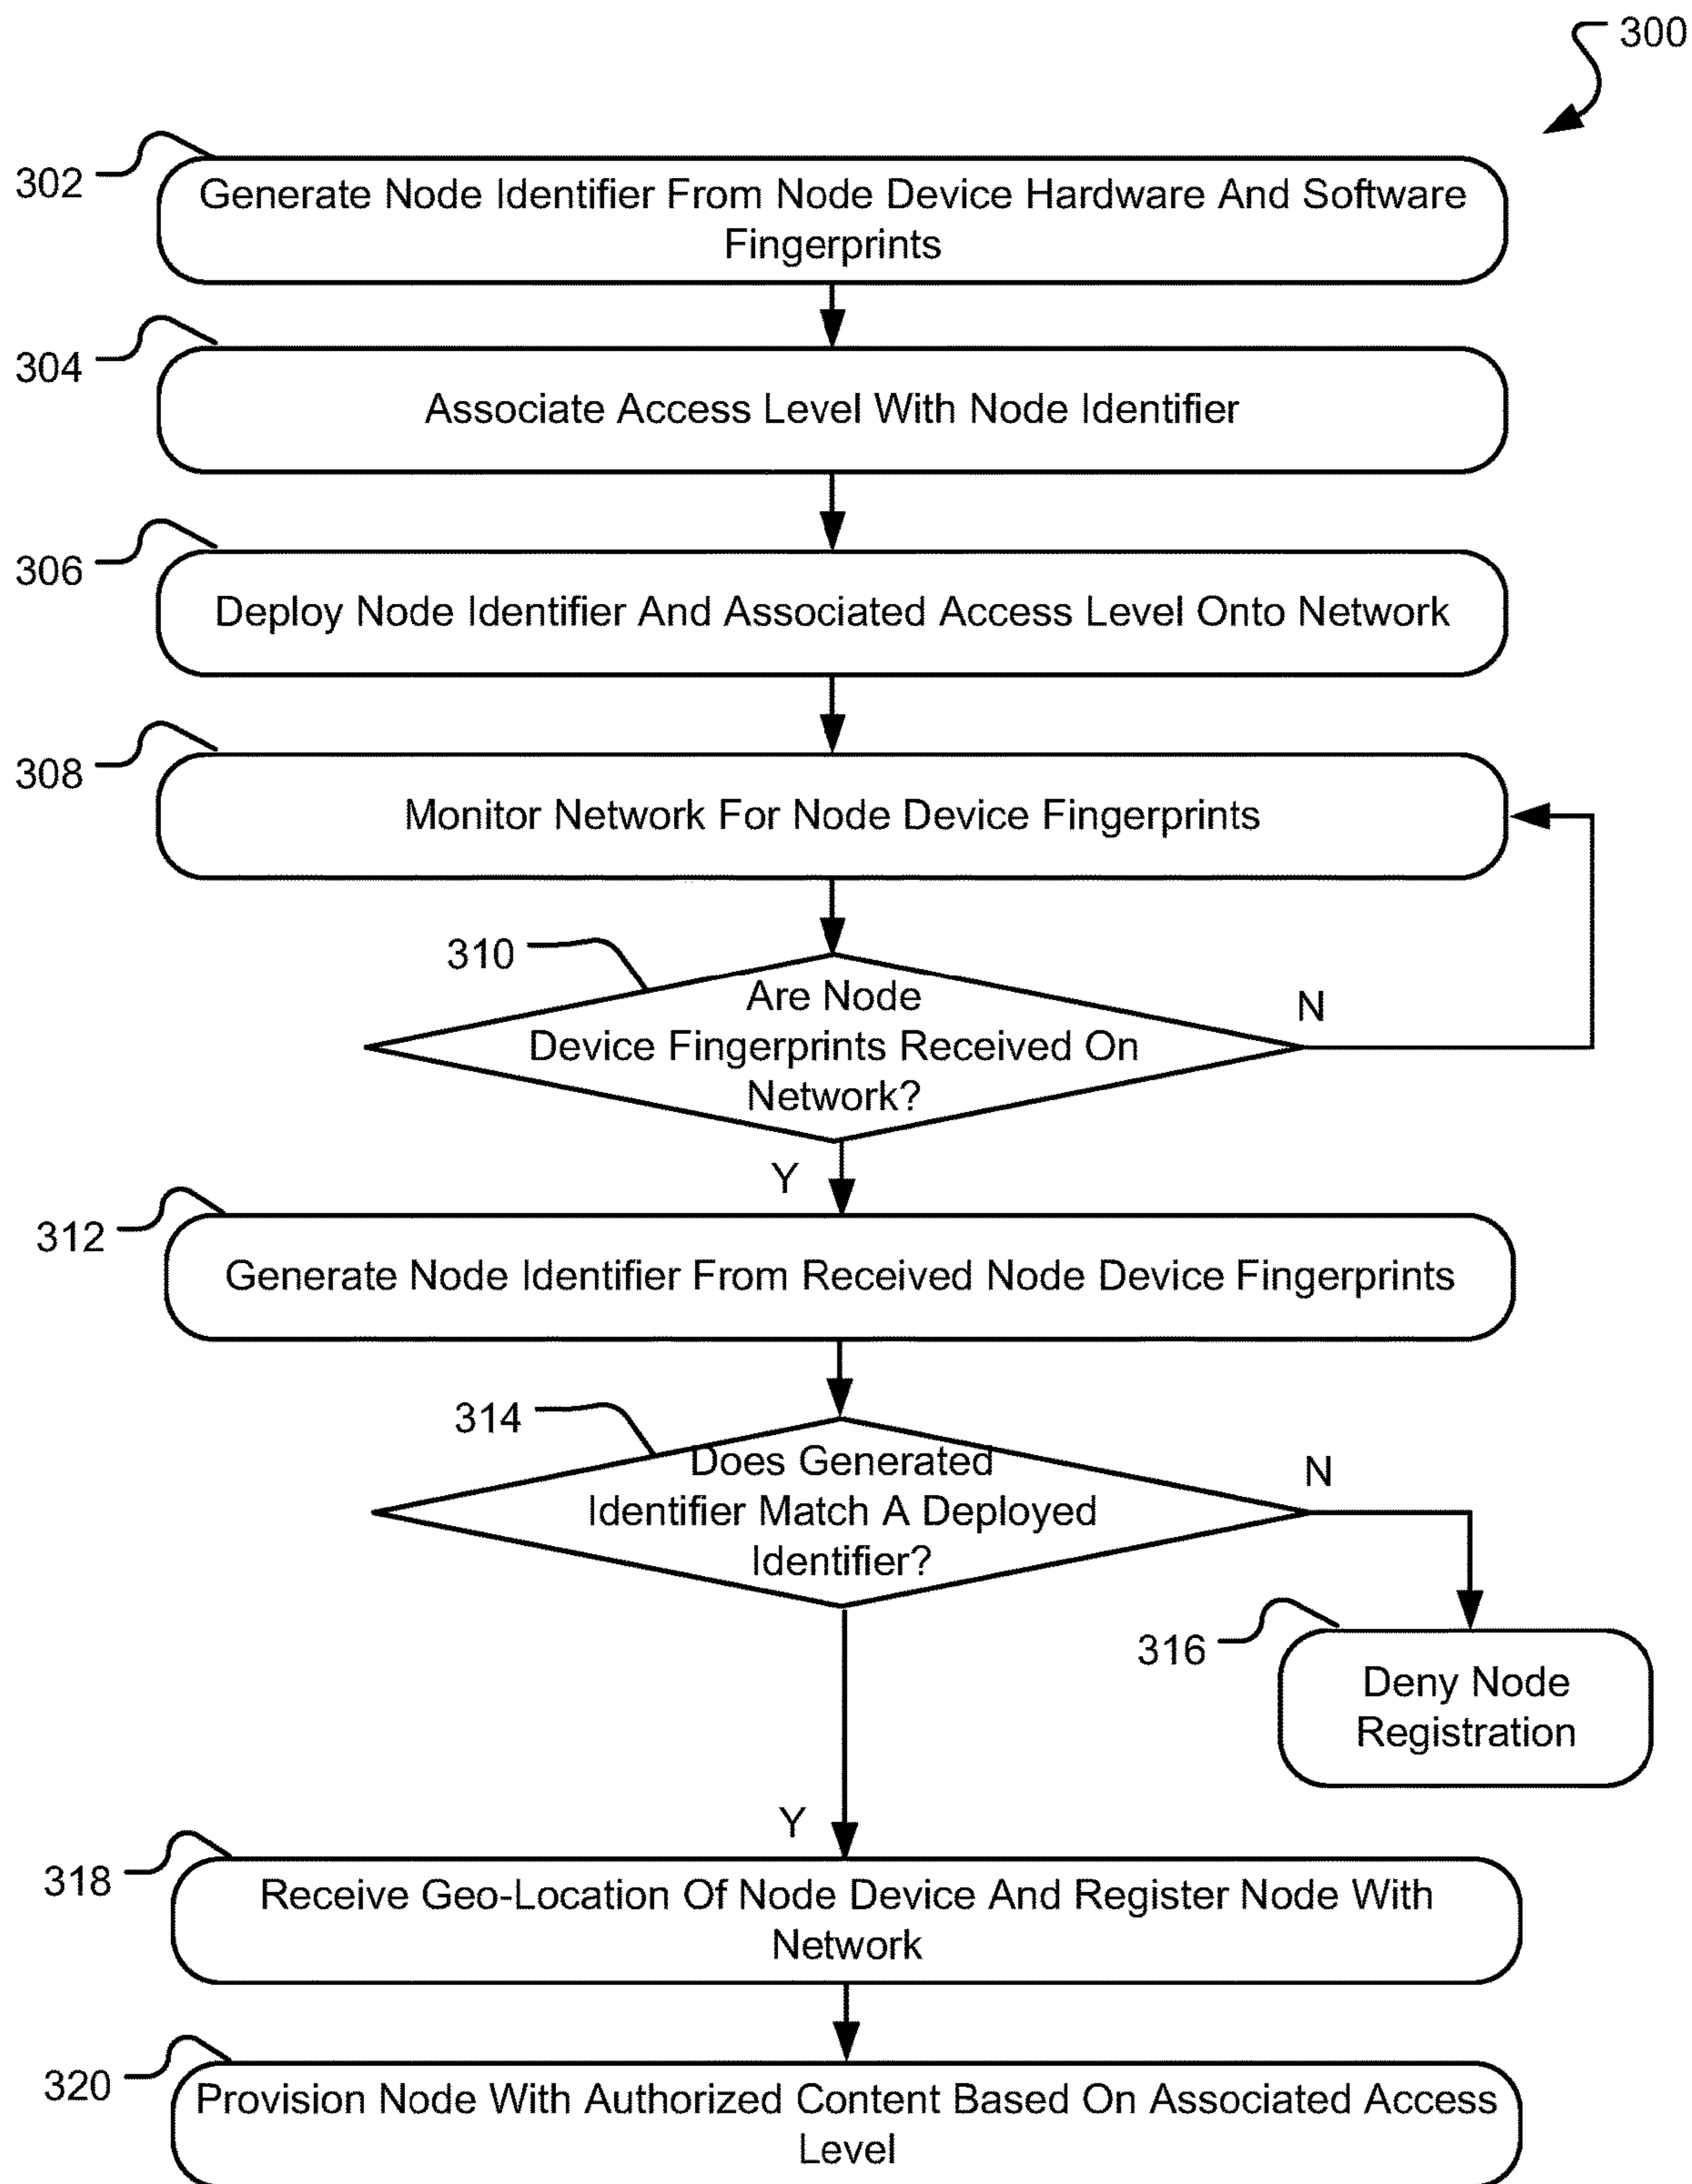 300
302
Generate Node Identifier From Node Device Hardware And Software
Fingerprints
304
Associate Access Level With Node Identifier
306
Deploy Node Identifier And Associated Access Level Onto Network
308
Monitor Network For Node Device Fingerprints
310
Are Node
Device Fingerprints Received On
Network?
N
Y
312
Generate Node Identifier From Received Node Device Fingerprints
314
Does Generated
Identifier Match A Deployed
Identifier?
N
316
Deny Node
Registration
Y
318
Receive Geo-Location Of Node Device And Register Node With
Network
320
Provision Node With Authorized Content Based On Associated Access
Level